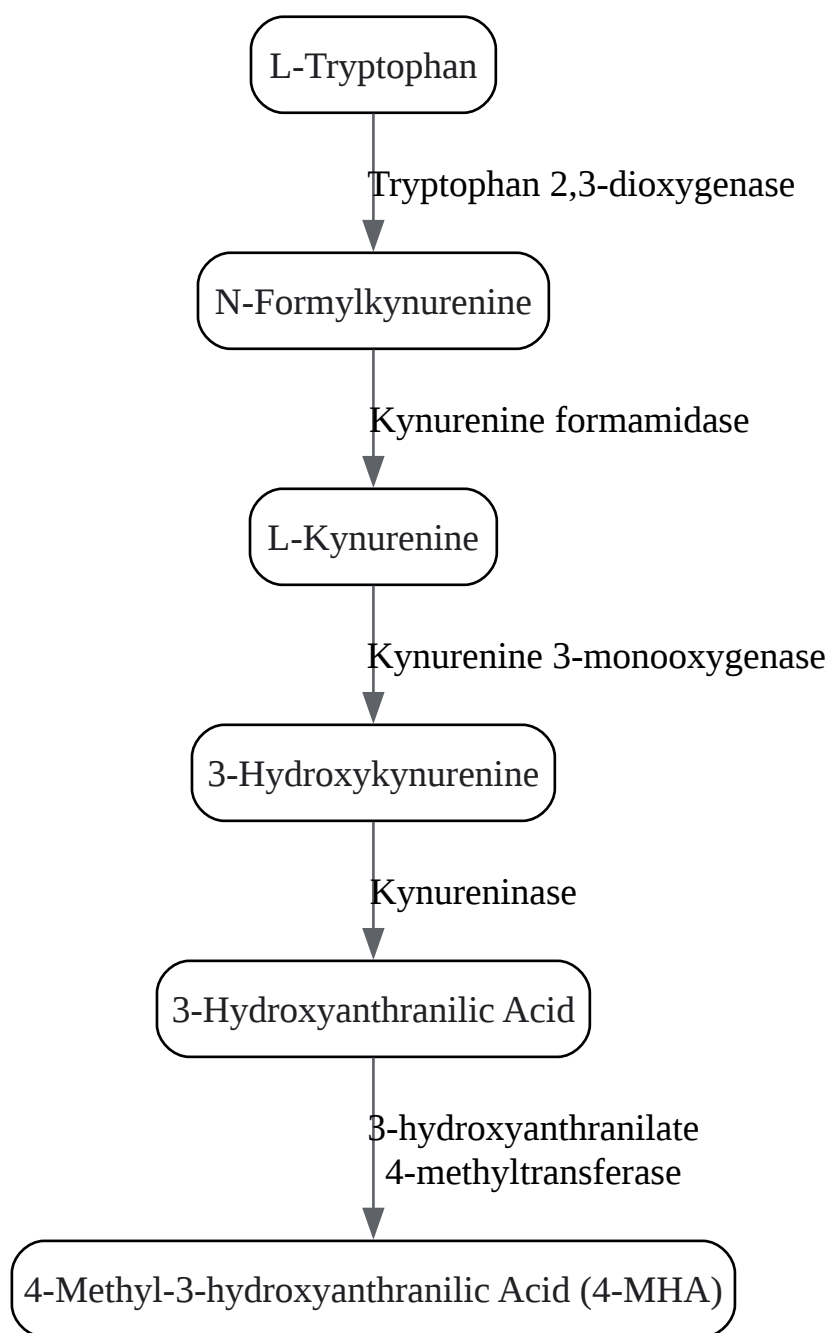 L-Tryptophan
Tryptophan 2,3-dioxygenase
N-Formylkynurenine
Kynurenine formamidase
L-Kynurenine
Kynurenine 3-monooxygenase
3-Hydroxykynurenine
Kynureninase
3-Hydroxyanthranilic Acid
3-hydroxyanthranilate
4-methyltransferase
4-Methyl-3-hydroxyanthranilic Acid (4-MHA)